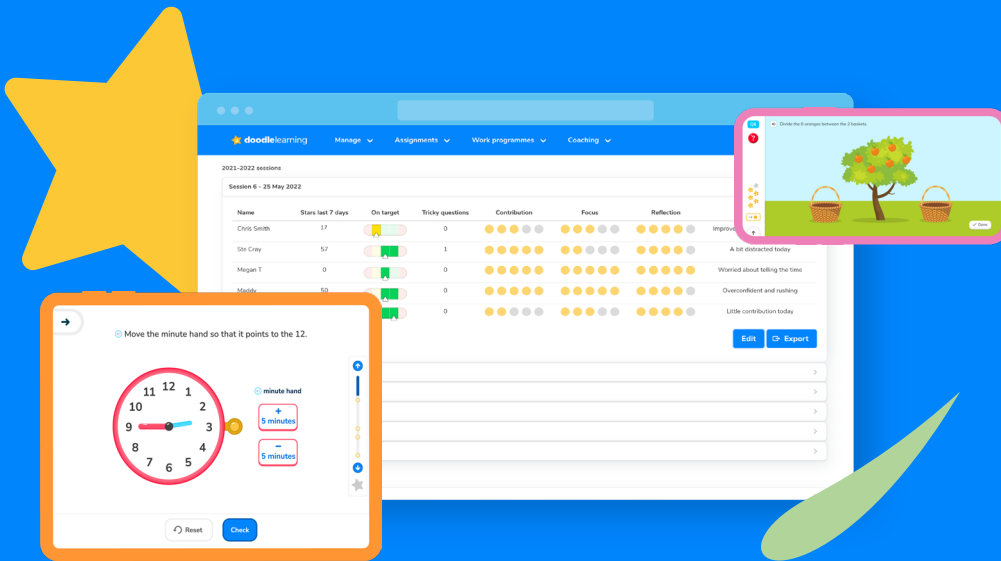 doodlelearning Manage Assignments Work programmes Coaching
2021-2022 sessions
Session 6 - 25 May 2022
Name Stars last 7 days On target Tricky questions Contribution Focus Reflection
Chris Smith 17 0
Stn Cray 57 1 A bit distracted today
Megan T 0 0 Worried about telling the time
Maddy 50 0 Overconfident and rushing
0 Little contribution today
Edit Export
Divide the 6 oranges between the 2 baskets.
?
Done
Move the minute hand so that it points to the 12.
12
11 1
10 2
9 3
8 4
7 5
6
minute hand
+
5 minutes
−
5 minutes
Reset
Check